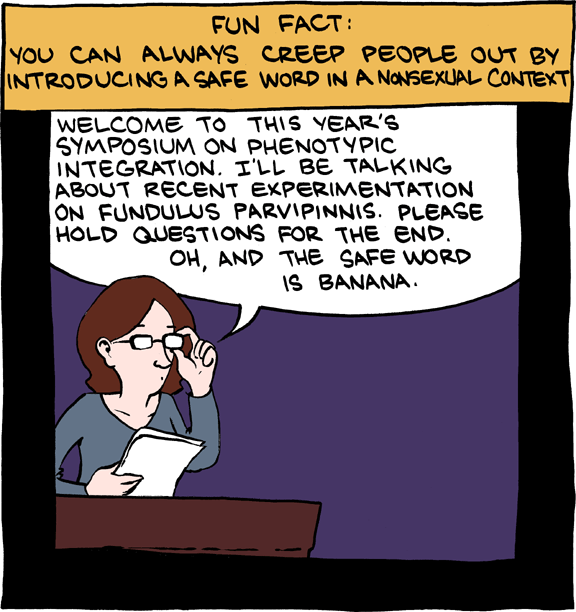 FUN FACT:
YOU CAN ALWAYS CREEP PEOPLE OUT BY
INTRODUCING A SAFE WORD IN A NONSEXUAL CONTEXT
WELCOME TO THIS YEAR'S
SYMPOSIUM ON PHENOTYPIC
INTEGRATION. I'LL BE TALKING
ABOUT RECENT EXPERIMENTATION
ON FUNDULUS PARVIPINNIS. PLEASE
HOLD QUESTIONS FOR THE END.
OH, AND THE SAFE WORD
IS BANANA.